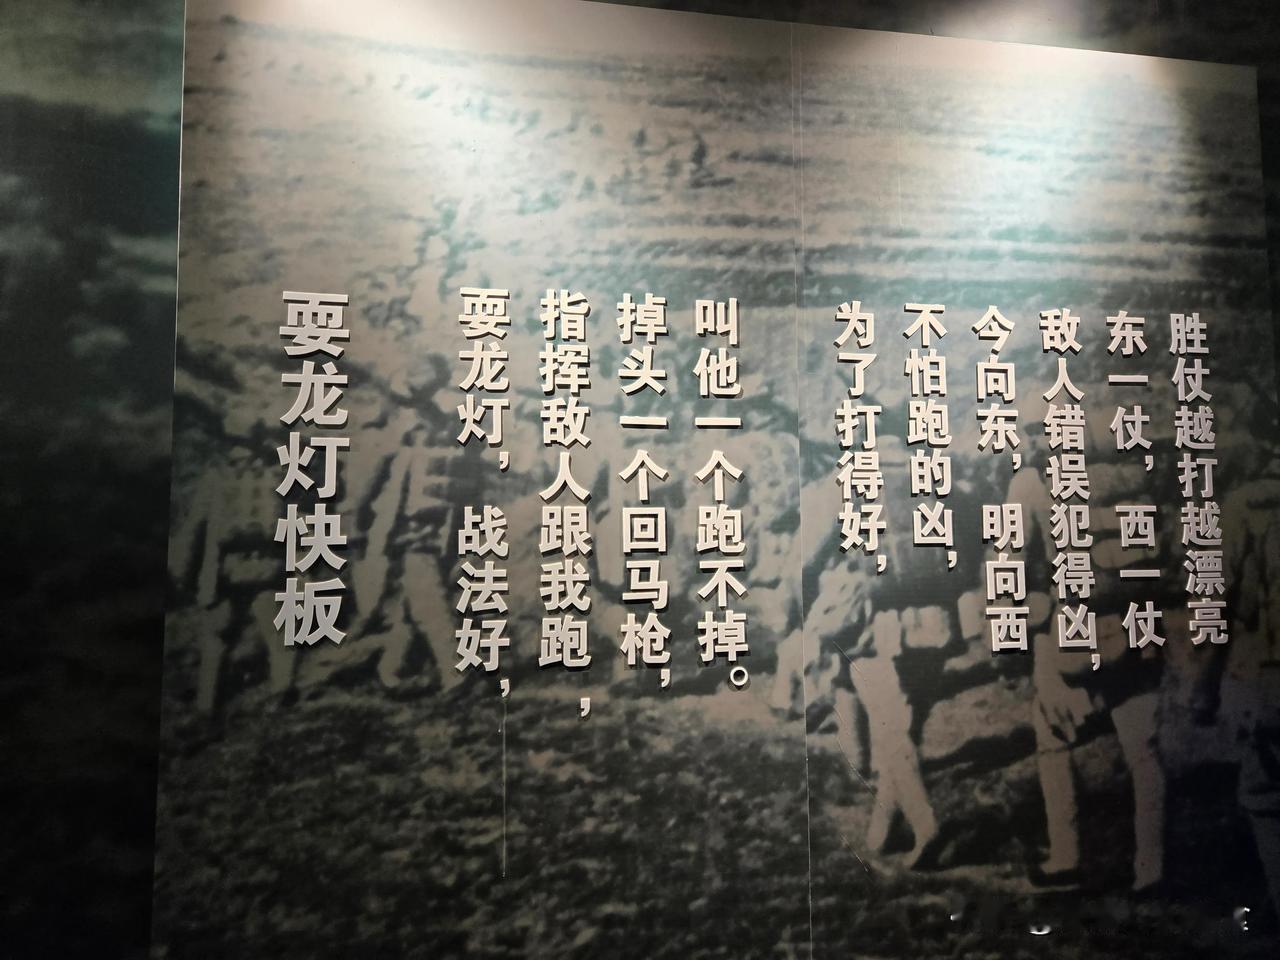 耍龙灯快板
耍龙灯，战法好，
指挥敌人跟我跑，
掉头一个回马枪，
叫他一个跑不掉。
为了打得好，
不怕跑的凶，
今向东，明向西
敌人错误犯得凶，
东一仗，西一仗
胜仗越打越漂亮